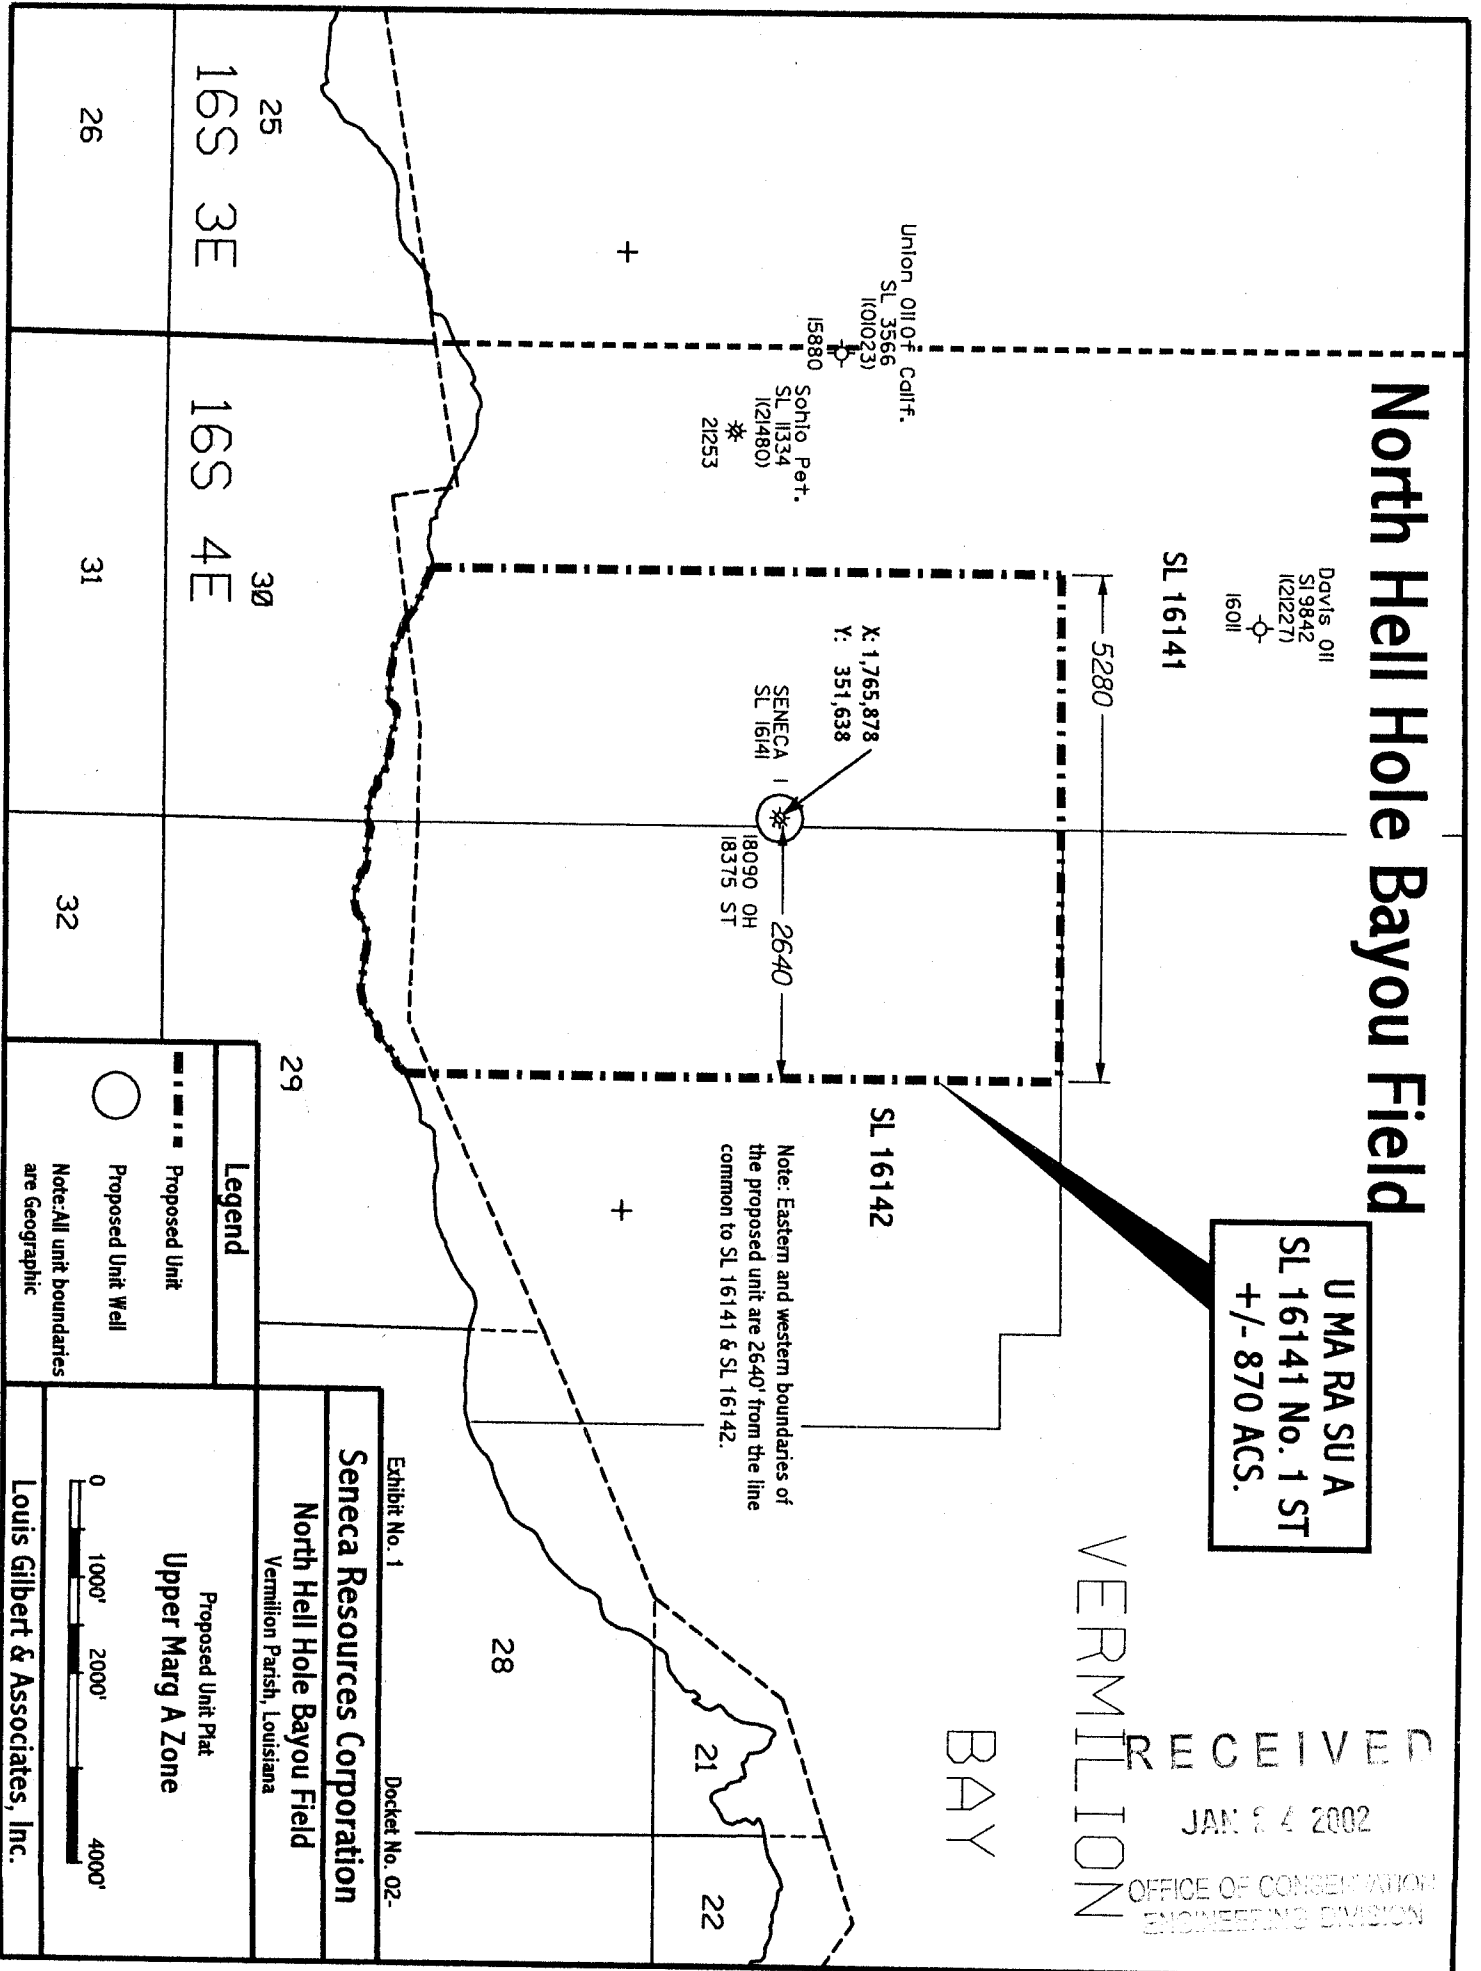 North Hell Hole Bayou Field
U MA RA SU A
SL 16141 No. 1 ST
+/- 870 ACS.
RECEIVED
JAN 2 4 2002
OFFICE OF CONSERVATION
ENGINEERING DIVISION
VERMILION
BAY
Davis Oil
Sl 9842
1(21227)
16011
SL 16141
5280
Union Oil Of Calif.
SL 3566
1(01023)
15880
Sohio Pet.
SL 11334
1(21480)
21253
X: 1,765,878
Y: 351,638
SENECA 1
SL 16141
18090 OH
18375 ST
2640
SL 16142
Note: Eastern and western boundaries of
the proposed unit are 2640' from the line
common to SL 16141 & SL 16142.
25
16S 3E
26
30
16S 4E
31
32
29
28
21
22
Legend
Proposed Unit
Proposed Unit Well
Note: All unit boundaries
are Geographic
Exhibit No. 1
Docket No. 02-
Seneca Resources Corporation
North Hell Hole Bayou Field
Vermilion Parish, Louisiana
Proposed Unit Plat
Upper Marg A Zone
0 1000' 2000' 4000'
Louis Gilbert & Associates, Inc.